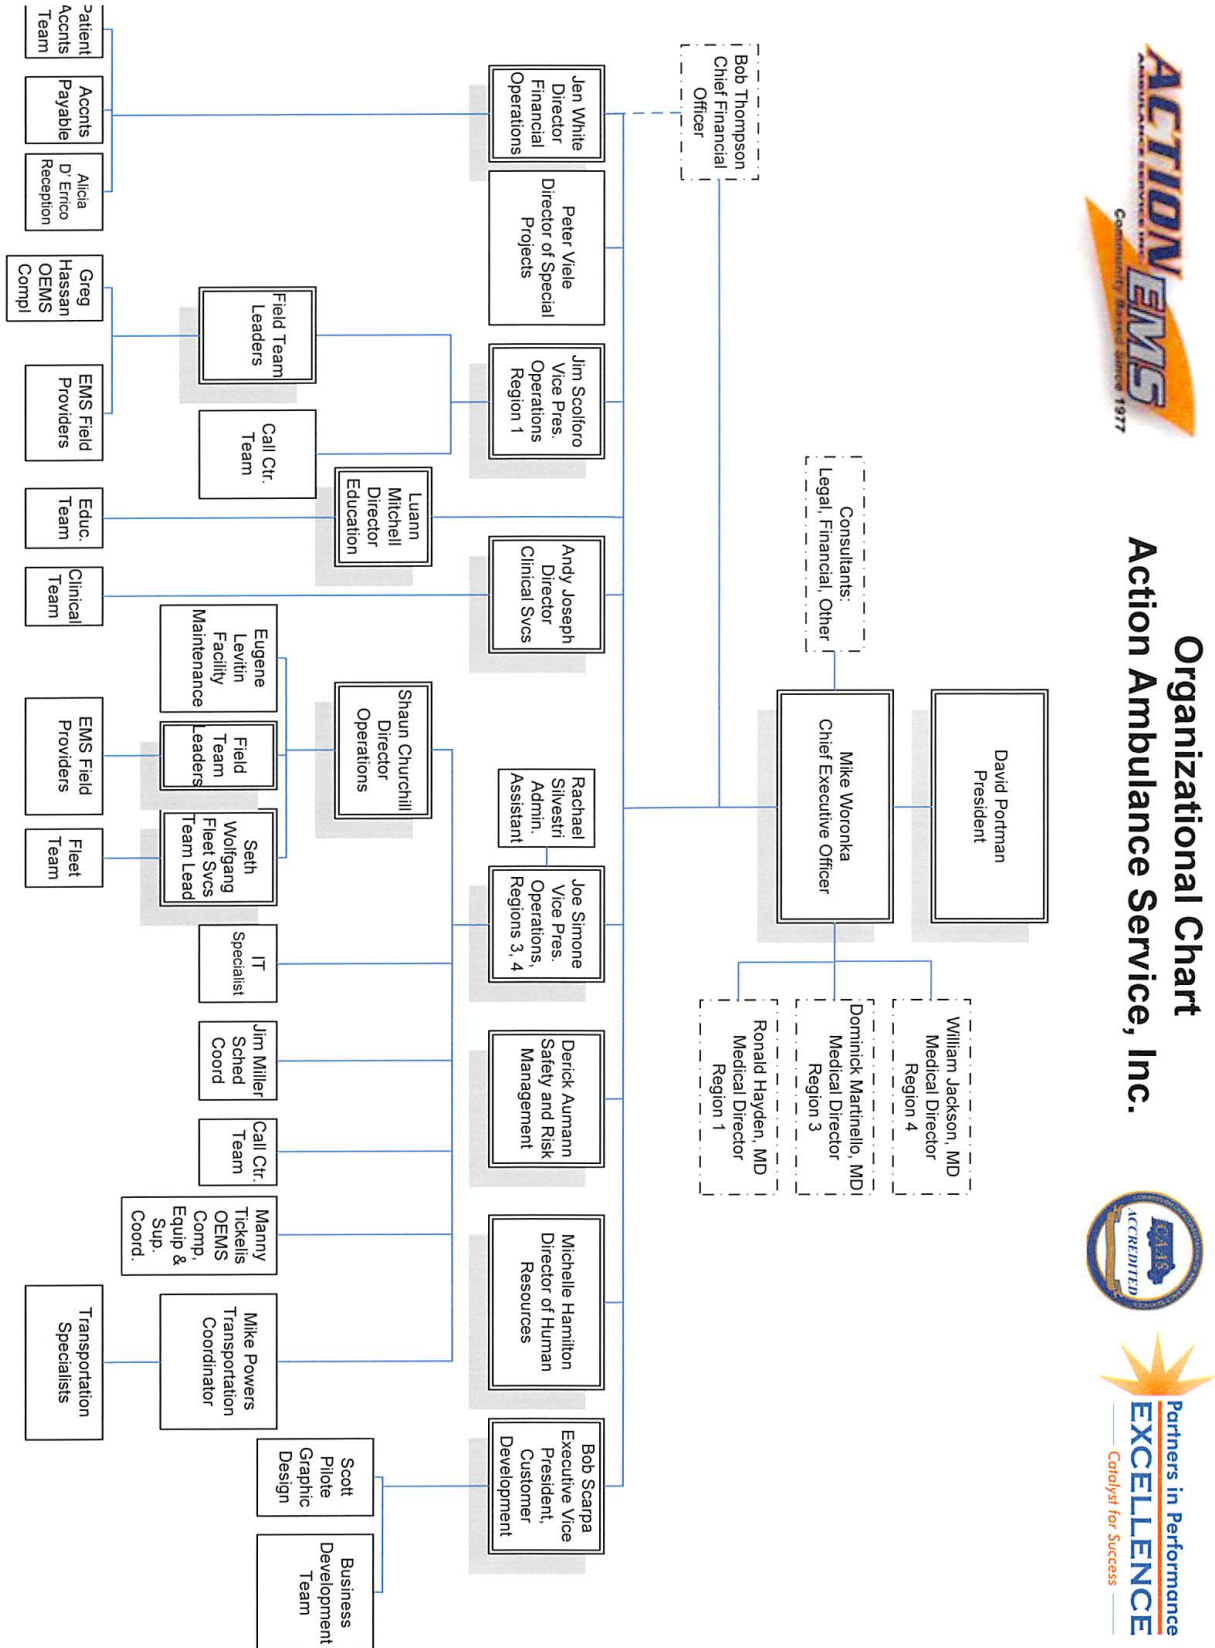 ACTION EMS
AMBULANCE SERVICE INC.
Community Based Since 1977
Organizational Chart
Action Ambulance Service, Inc.
CAAS
ACCREDITED
Partners in Performance
EXCELLENCE
Catalyst for Success
David Portman
President
Mike Woronka
Chief Executive Officer
Consultants:
Legal, Financial, Other
William Jackson, MD
Medical Director
Region 4
Dominick Martinello, MD
Medical Director
Region 3
Ronald Hayden, MD
Medical Director
Region 1
Bob Thompson
Chief Financial
Officer
Jen White
Director
Financial
Operations
Peter Viele
Director of Special
Projects
Jim Scolforo
Vice Pres.
Operations
Region 1
Andy Joseph
Director
Clinical Svcs
Rachael
Silvestri
Admin.
Assistant
Joe Simone
Vice Pres.
Operations,
Regions 3, 4
Derick Aumann
Safety and Risk
Management
Michelle Hamilton
Director of Human
Resources
Bob Scarpa
Executive Vice
President,
Customer
Development
Luann
Mitchell
Director
Education
Shaun Churchill
Director
Operations
Scott
Pilote
Graphic
Design
Business
Development
Team
Field Team
Leaders
Call Ctr.
Team
Eugene
Levitin
Facility
Maintenance
Field
Team
Leaders
Seth
Wolfgang
Fleet Svcs
Team Lead
IT
Specialist
Jim Miller
Sched
Coord
Call Ctr.
Team
Manny
Tickelis
OEMS
Comp,
Equip &
Sup.
Coord.
Mike Powers
Transportation
Coordinator
Patient
Accnts
Team
Accnts
Payable
Alicia
D' Errico
Reception
Greg
Hassan
OEMS
Compl
EMS Field
Providers
Educ.
Team
Clinical
Team
EMS Field
Providers
Fleet
Team
Transportation
Specialists